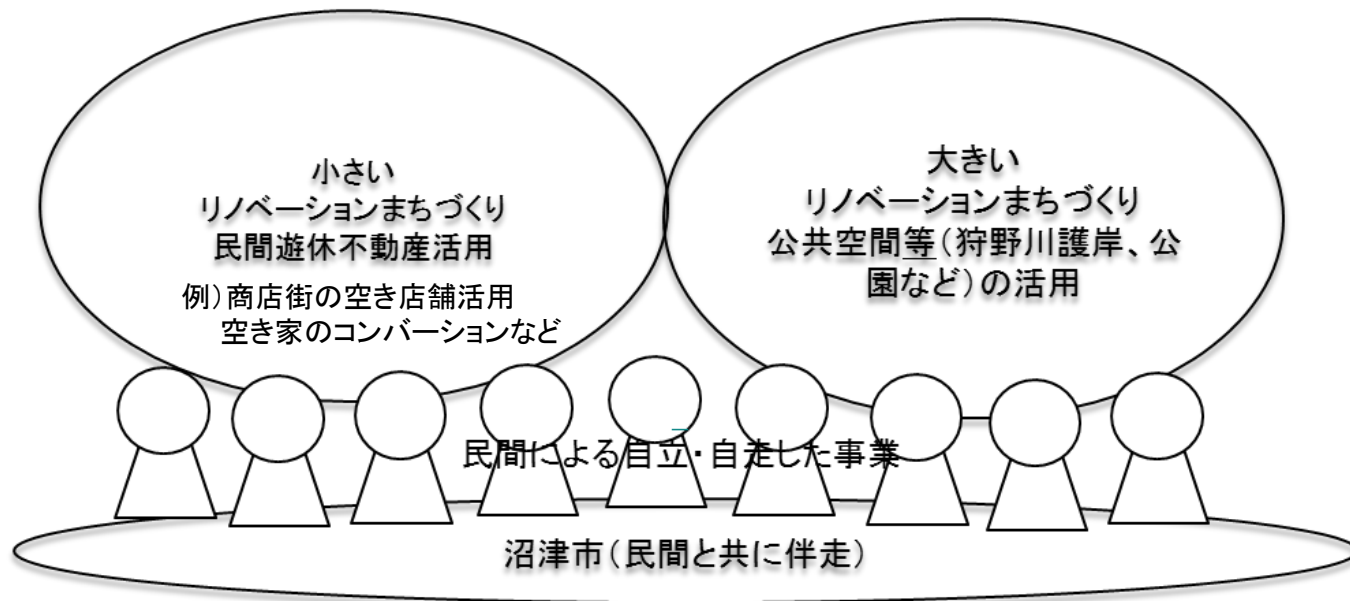 小さい
リノベーションまちづくり
民間遊休不動産活用
例）商店街の空き店舗活用
空き家のコンバーションなど
大きい
リノベーションまちづくり
公共空間等（狩野川護岸、公
園など）の活用
民間による自立・自走した事業
沼津市（民間と共に伴走）